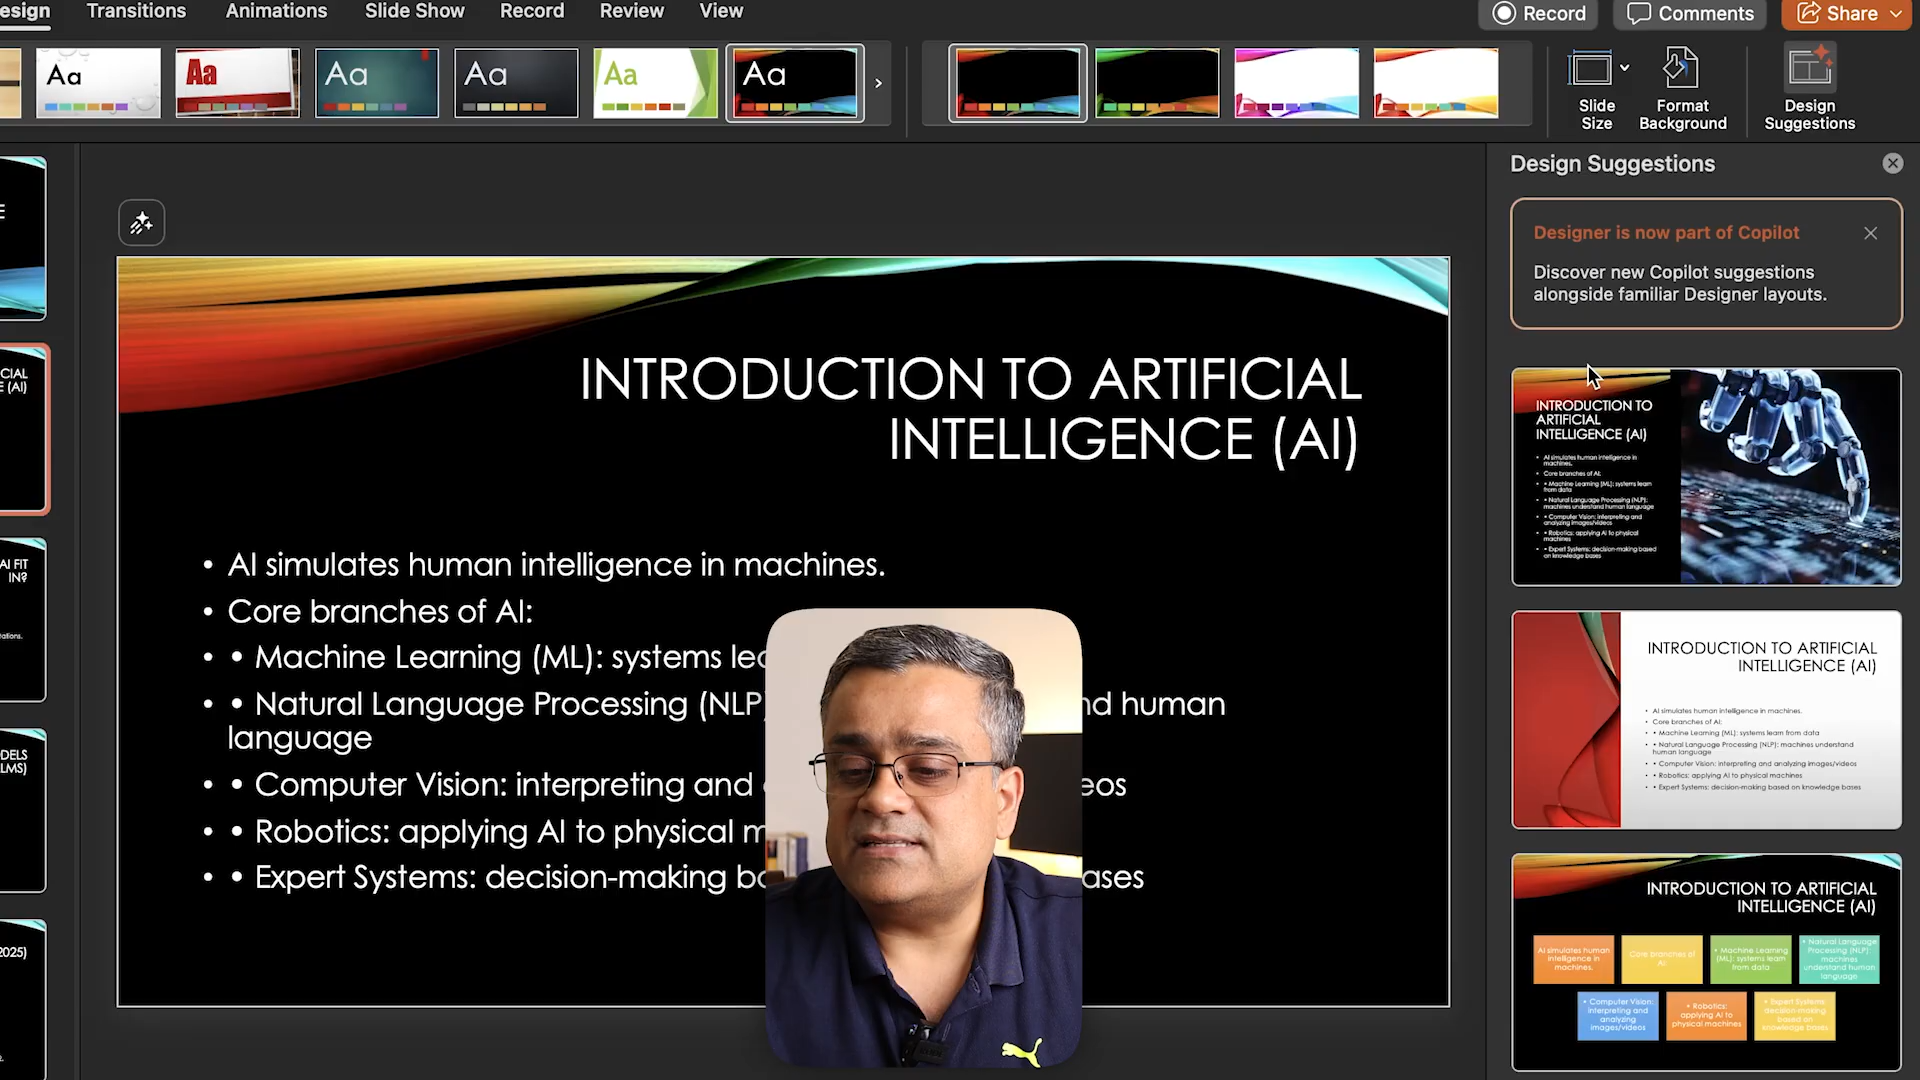 esign
Transitions
Animations
Slide Show
Record
Review
View
Record
Comments
Share
Aa
Aa
Aa
Aa
Aa
Aa
Slide
Size
Format
Background
Design
Suggestions
E
CIAL
E (AI)
AI FIT
IN?
ations.
DELS
LMS)
2025)
INTRODUCTION TO ARTIFICIAL
INTELLIGENCE (AI)
• AI simulates human intelligence in machines.
• Core branches of AI:
• • Machine Learning (ML): systems lea
• • Natural Language Processing (NLP) nd human
language
• • Computer Vision: interpreting and eos
• • Robotics: applying AI to physical m
• • Expert Systems: decision-making ba ases
Design Suggestions
Designer is now part of Copilot
Discover new Copilot suggestions
alongside familiar Designer layouts.
INTRODUCTION TO
ARTIFICIAL
INTELLIGENCE (AI)
• AI simulates human intelligence in
machines.
• Core branches of AI:
• • Machine Learning (ML): systems learn
from data
• • Natural Language Processing (NLP):
machines understand human language
• • Computer Vision: interpreting and
analyzing images/videos
• • Robotics: applying AI to physical
machines
• • Expert Systems: decision-making based
on knowledge bases
INTRODUCTION TO ARTIFICIAL
INTELLIGENCE (AI)
• AI simulates human intelligence in machines.
• Core branches of AI:
• • Machine Learning (ML): systems learn from data
• • Natural Language Processing (NLP): machines understand
human language
• • Computer Vision: interpreting and analyzing images/videos
• • Robotics: applying AI to physical machines
• • Expert Systems: decision-making based on knowledge bases
INTRODUCTION TO ARTIFICIAL
INTELLIGENCE (AI)
AI simulates human
intelligence in
machines.
Core branches of
AI:
• Machine Learning
(ML): systems learn
from data
• Natural Language
Processing (NLP):
machines
understand human
language
• Computer Vision:
interpreting and
analyzing
images/videos
• Robotics:
applying AI to
physical machines
• Expert Systems:
decision-making
based on
knowledge bases